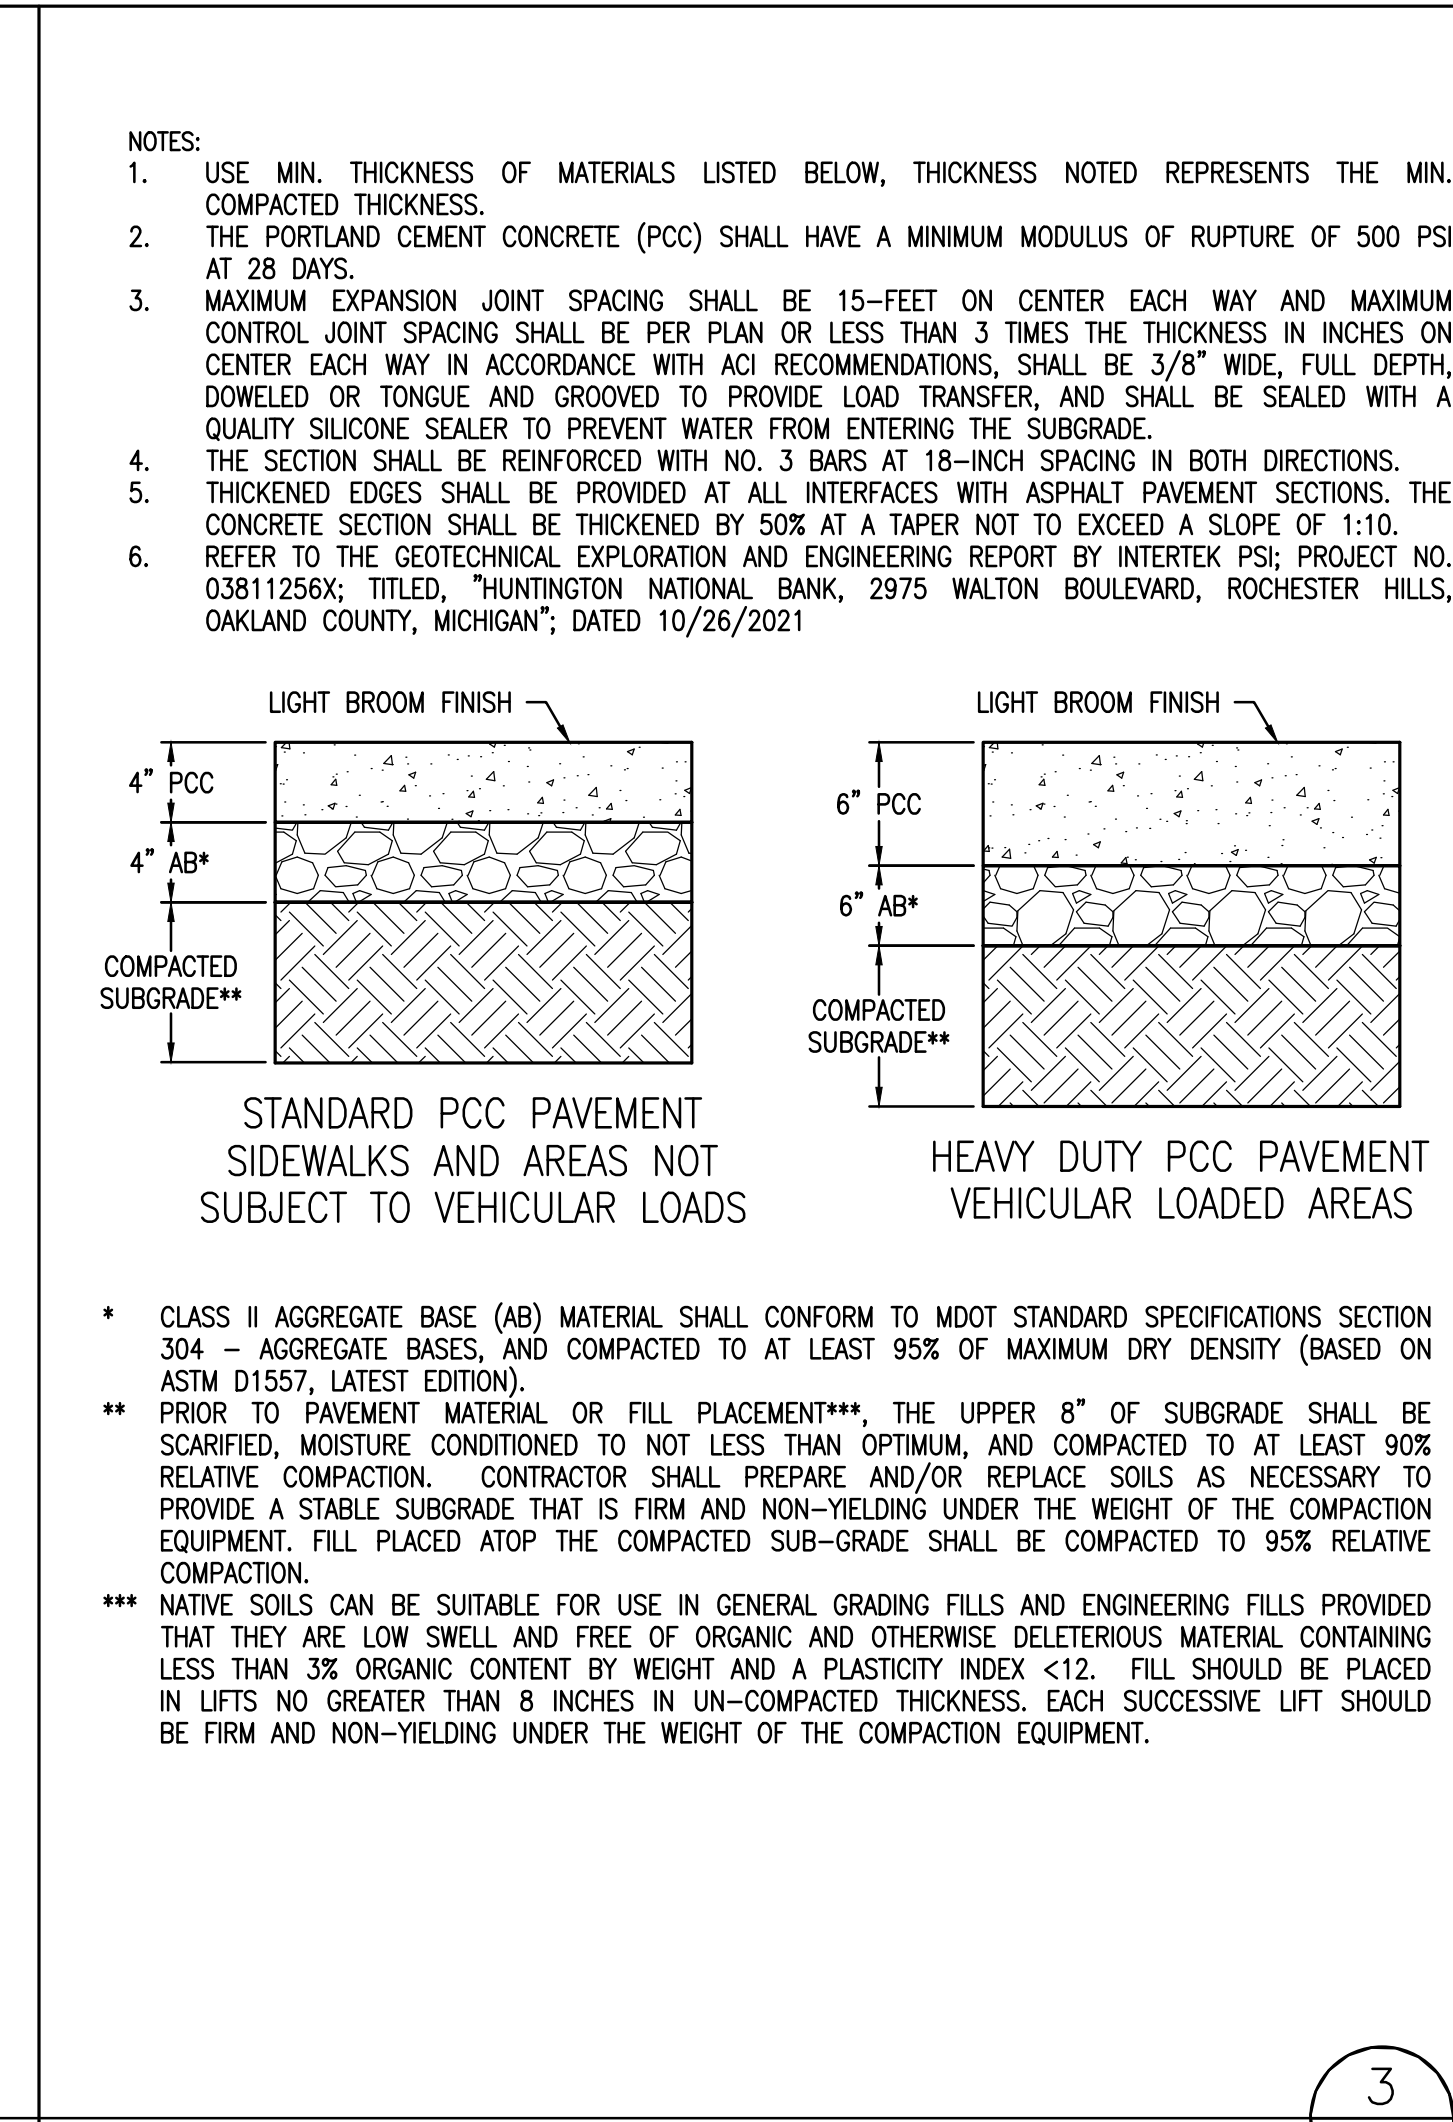 NOTES:
1. USE MIN. THICKNESS OF MATERIALS LISTED BELOW, THICKNESS NOTED REPRESENTS THE MIN.
COMPACTED THICKNESS.
2. THE PORTLAND CEMENT CONCRETE (PCC) SHALL HAVE A MINIMUM MODULUS OF RUPTURE OF 500 PSI
AT 28 DAYS.
3. MAXIMUM EXPANSION JOINT SPACING SHALL BE 15-FEET ON CENTER EACH WAY AND MAXIMUM
CONTROL JOINT SPACING SHALL BE PER PLAN OR LESS THAN 3 TIMES THE THICKNESS IN INCHES ON
CENTER EACH WAY IN ACCORDANCE WITH ACI RECOMMENDATIONS, SHALL BE 3/8" WIDE, FULL DEPTH,
DOWELED OR TONGUE AND GROOVED TO PROVIDE LOAD TRANSFER, AND SHALL BE SEALED WITH A
QUALITY SILICONE SEALER TO PREVENT WATER FROM ENTERING THE SUBGRADE.
4. THE SECTION SHALL BE REINFORCED WITH NO. 3 BARS AT 18-INCH SPACING IN BOTH DIRECTIONS.
5. THICKENED EDGES SHALL BE PROVIDED AT ALL INTERFACES WITH ASPHALT PAVEMENT SECTIONS. THE
CONCRETE SECTION SHALL BE THICKENED BY 50% AT A TAPER NOT TO EXCEED A SLOPE OF 1:10.
6. REFER TO THE GEOTECHNICAL EXPLORATION AND ENGINEERING REPORT BY INTERTEK PSI; PROJECT NO.
03811256X; TITLED, "HUNTINGTON NATIONAL BANK, 2975 WALTON BOULEVARD, ROCHESTER HILLS,
OAKLAND COUNTY, MICHIGAN"; DATED 10/26/2021
LIGHT BROOM FINISH
4" PCC
4" AB*
COMPACTED
SUBGRADE**
STANDARD PCC PAVEMENT
SIDEWALKS AND AREAS NOT
SUBJECT TO VEHICULAR LOADS
LIGHT BROOM FINISH
6" PCC
6" AB*
COMPACTED
SUBGRADE**
HEAVY DUTY PCC PAVEMENT
VEHICULAR LOADED AREAS
* CLASS II AGGREGATE BASE (AB) MATERIAL SHALL CONFORM TO MDOT STANDARD SPECIFICATIONS SECTION
304 - AGGREGATE BASES, AND COMPACTED TO AT LEAST 95% OF MAXIMUM DRY DENSITY (BASED ON
ASTM D1557, LATEST EDITION).
** PRIOR TO PAVEMENT MATERIAL OR FILL PLACEMENT***, THE UPPER 8" OF SUBGRADE SHALL BE
SCARIFIED, MOISTURE CONDITIONED TO NOT LESS THAN OPTIMUM, AND COMPACTED TO AT LEAST 90%
RELATIVE COMPACTION. CONTRACTOR SHALL PREPARE AND/OR REPLACE SOILS AS NECESSARY TO
PROVIDE A STABLE SUBGRADE THAT IS FIRM AND NON-YIELDING UNDER THE WEIGHT OF THE COMPACTION
EQUIPMENT. FILL PLACED ATOP THE COMPACTED SUB-GRADE SHALL BE COMPACTED TO 95% RELATIVE
COMPACTION.
*** NATIVE SOILS CAN BE SUITABLE FOR USE IN GENERAL GRADING FILLS AND ENGINEERING FILLS PROVIDED
THAT THEY ARE LOW SWELL AND FREE OF ORGANIC AND OTHERWISE DELETERIOUS MATERIAL CONTAINING
LESS THAN 3% ORGANIC CONTENT BY WEIGHT AND A PLASTICITY INDEX <12. FILL SHOULD BE PLACED
IN LIFTS NO GREATER THAN 8 INCHES IN UN-COMPACTED THICKNESS. EACH SUCCESSIVE LIFT SHOULD
BE FIRM AND NON-YIELDING UNDER THE WEIGHT OF THE COMPACTION EQUIPMENT.
3